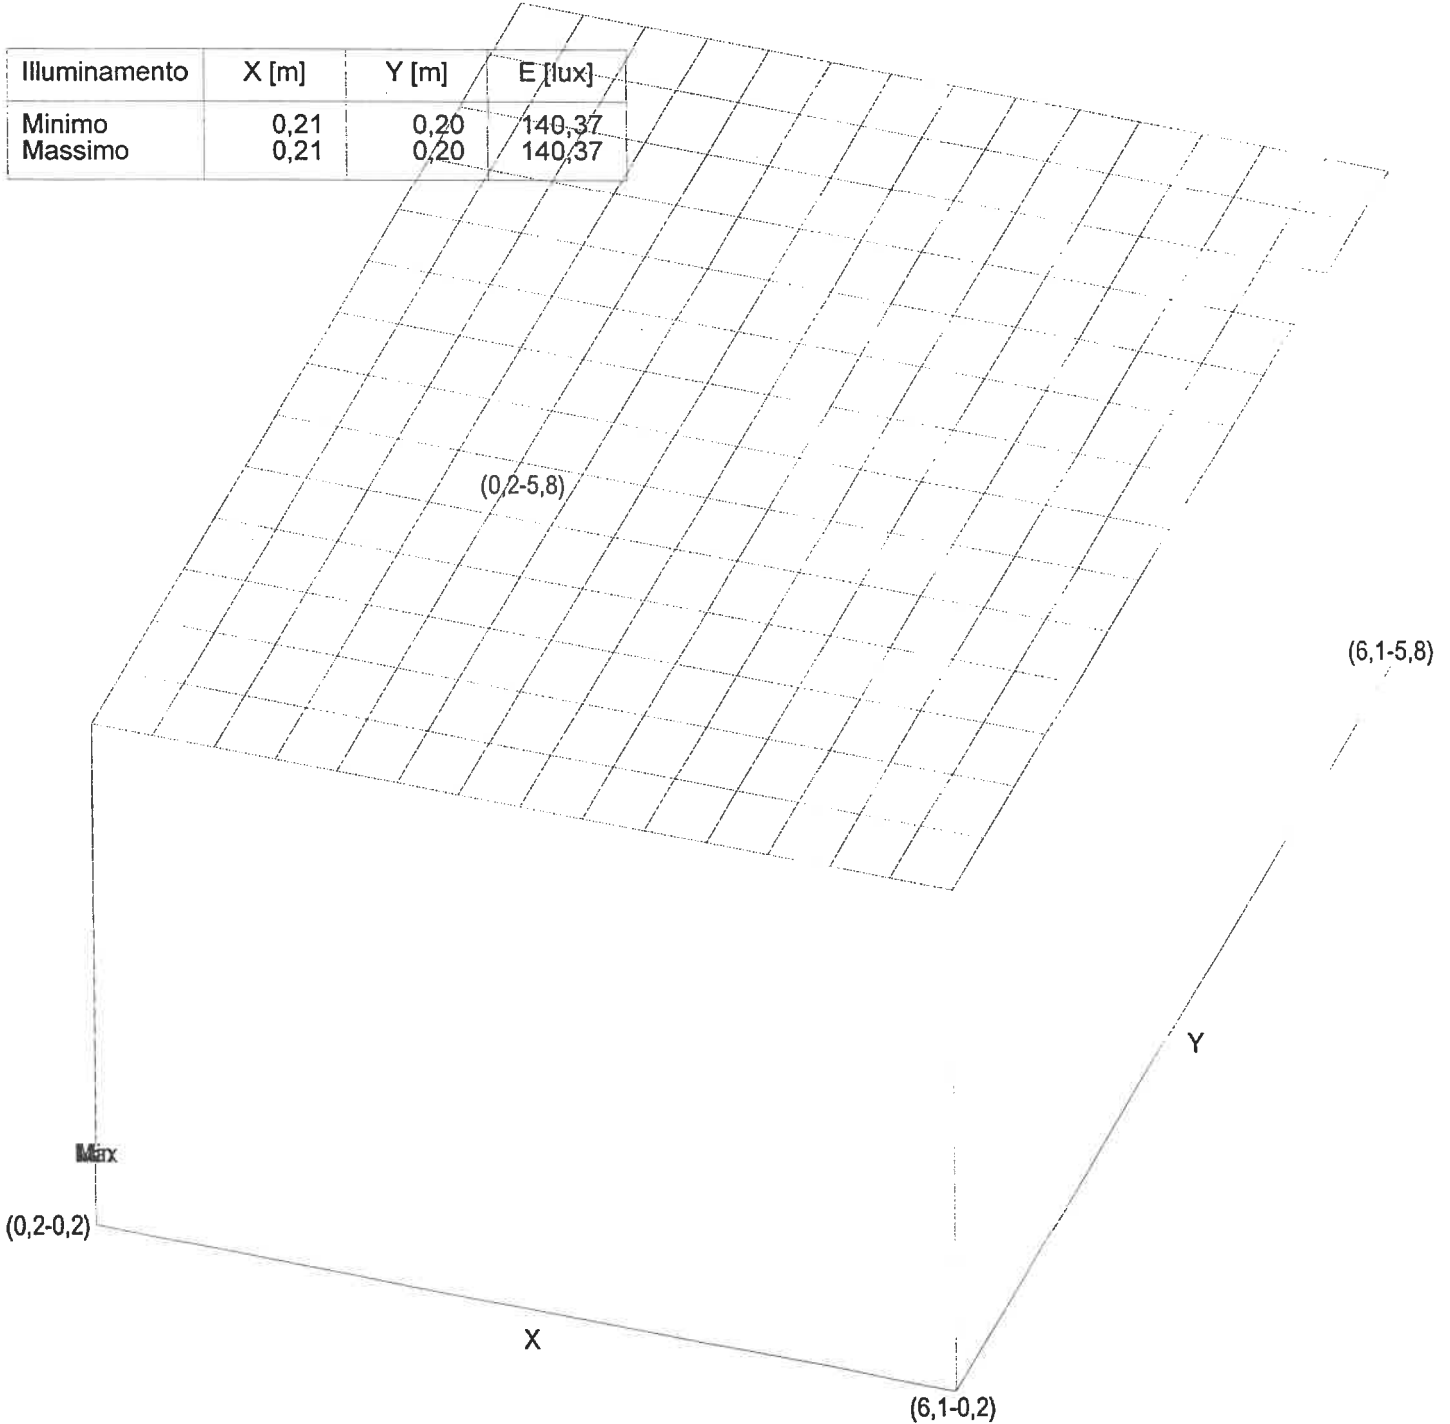 Illuminamento X [m] Y [m] E [lux]
Minimo 0,21 0,20 140,37
Massimo 0,21 0,20 140,37
(0,2-5,8)
(6,1-5,8)
Y
Max
(0,2-0,2)
X
(6,1-0,2)